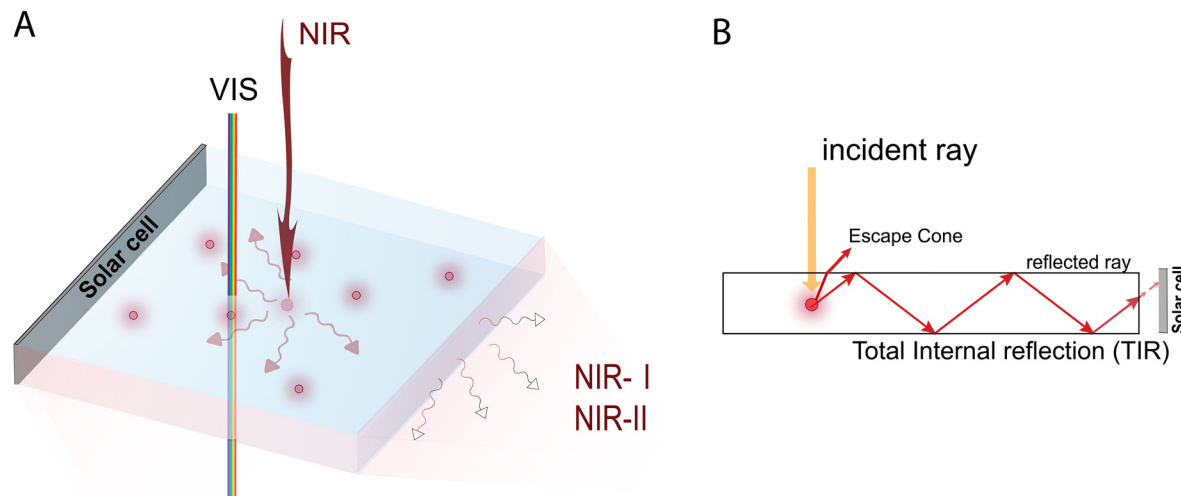 A
NIR
VIS
Solar cell
NIR- I
NIR-II
B
incident ray
Escape Cone
reflected ray
Solar cell
Total Internal reflection (TIR)